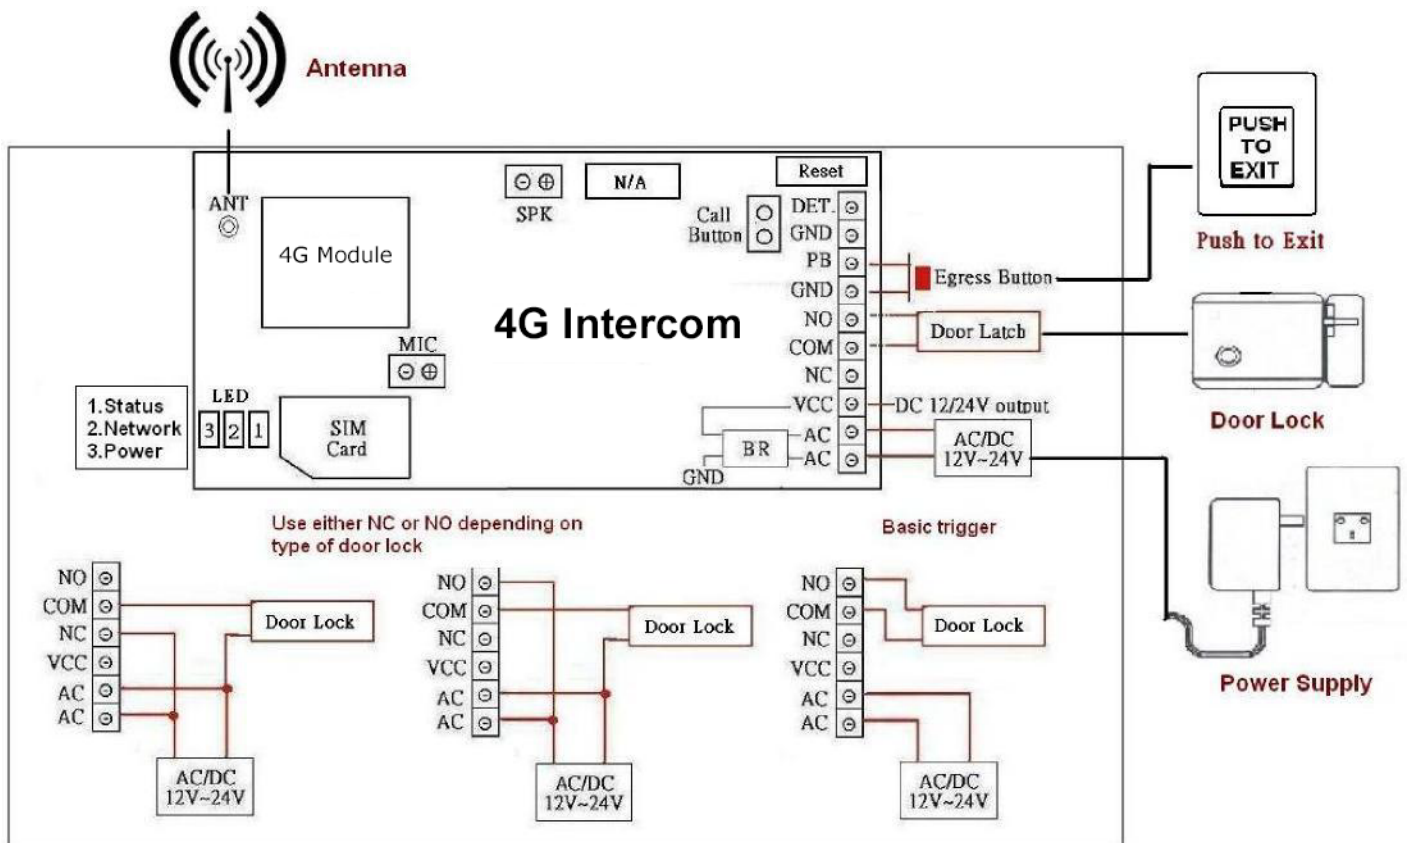 Antenna
PUSH
TO
EXIT
Push to Exit
ANT
4G Module
SPK
N/A
Reset
Call
Button
DET.
GND
PB
GND
NO
COM
NC
VCC
AC
AC
Egress Button
Door Latch
DC 12/24V output
AC/DC
12V~24V
4G Intercom
MIC
LED
3 2 1
1.Status
2.Network
3.Power
SIM
Card
BR
GND
Door Lock
Power Supply
Use either NC or NO depending on
type of door lock
Basic trigger
NO
COM
NC
VCC
AC
AC
Door Lock
AC/DC
12V~24V
NO
COM
NC
VCC
AC
AC
Door Lock
AC/DC
12V~24V
NO
COM
NC
VCC
AC
AC
Door Lock
AC/DC
12V~24V